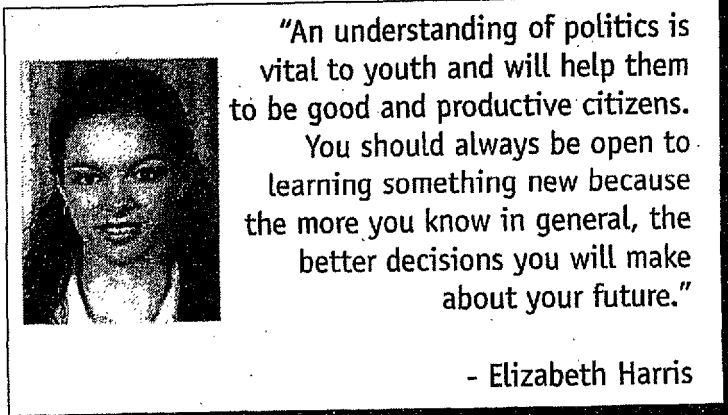 "An understanding of politics is
vital to youth and will help them
to be good and productive citizens.
You should always be open to
learning something new because
the more you know in general, the
better decisions you will make
about your future."
- Elizabeth Harris